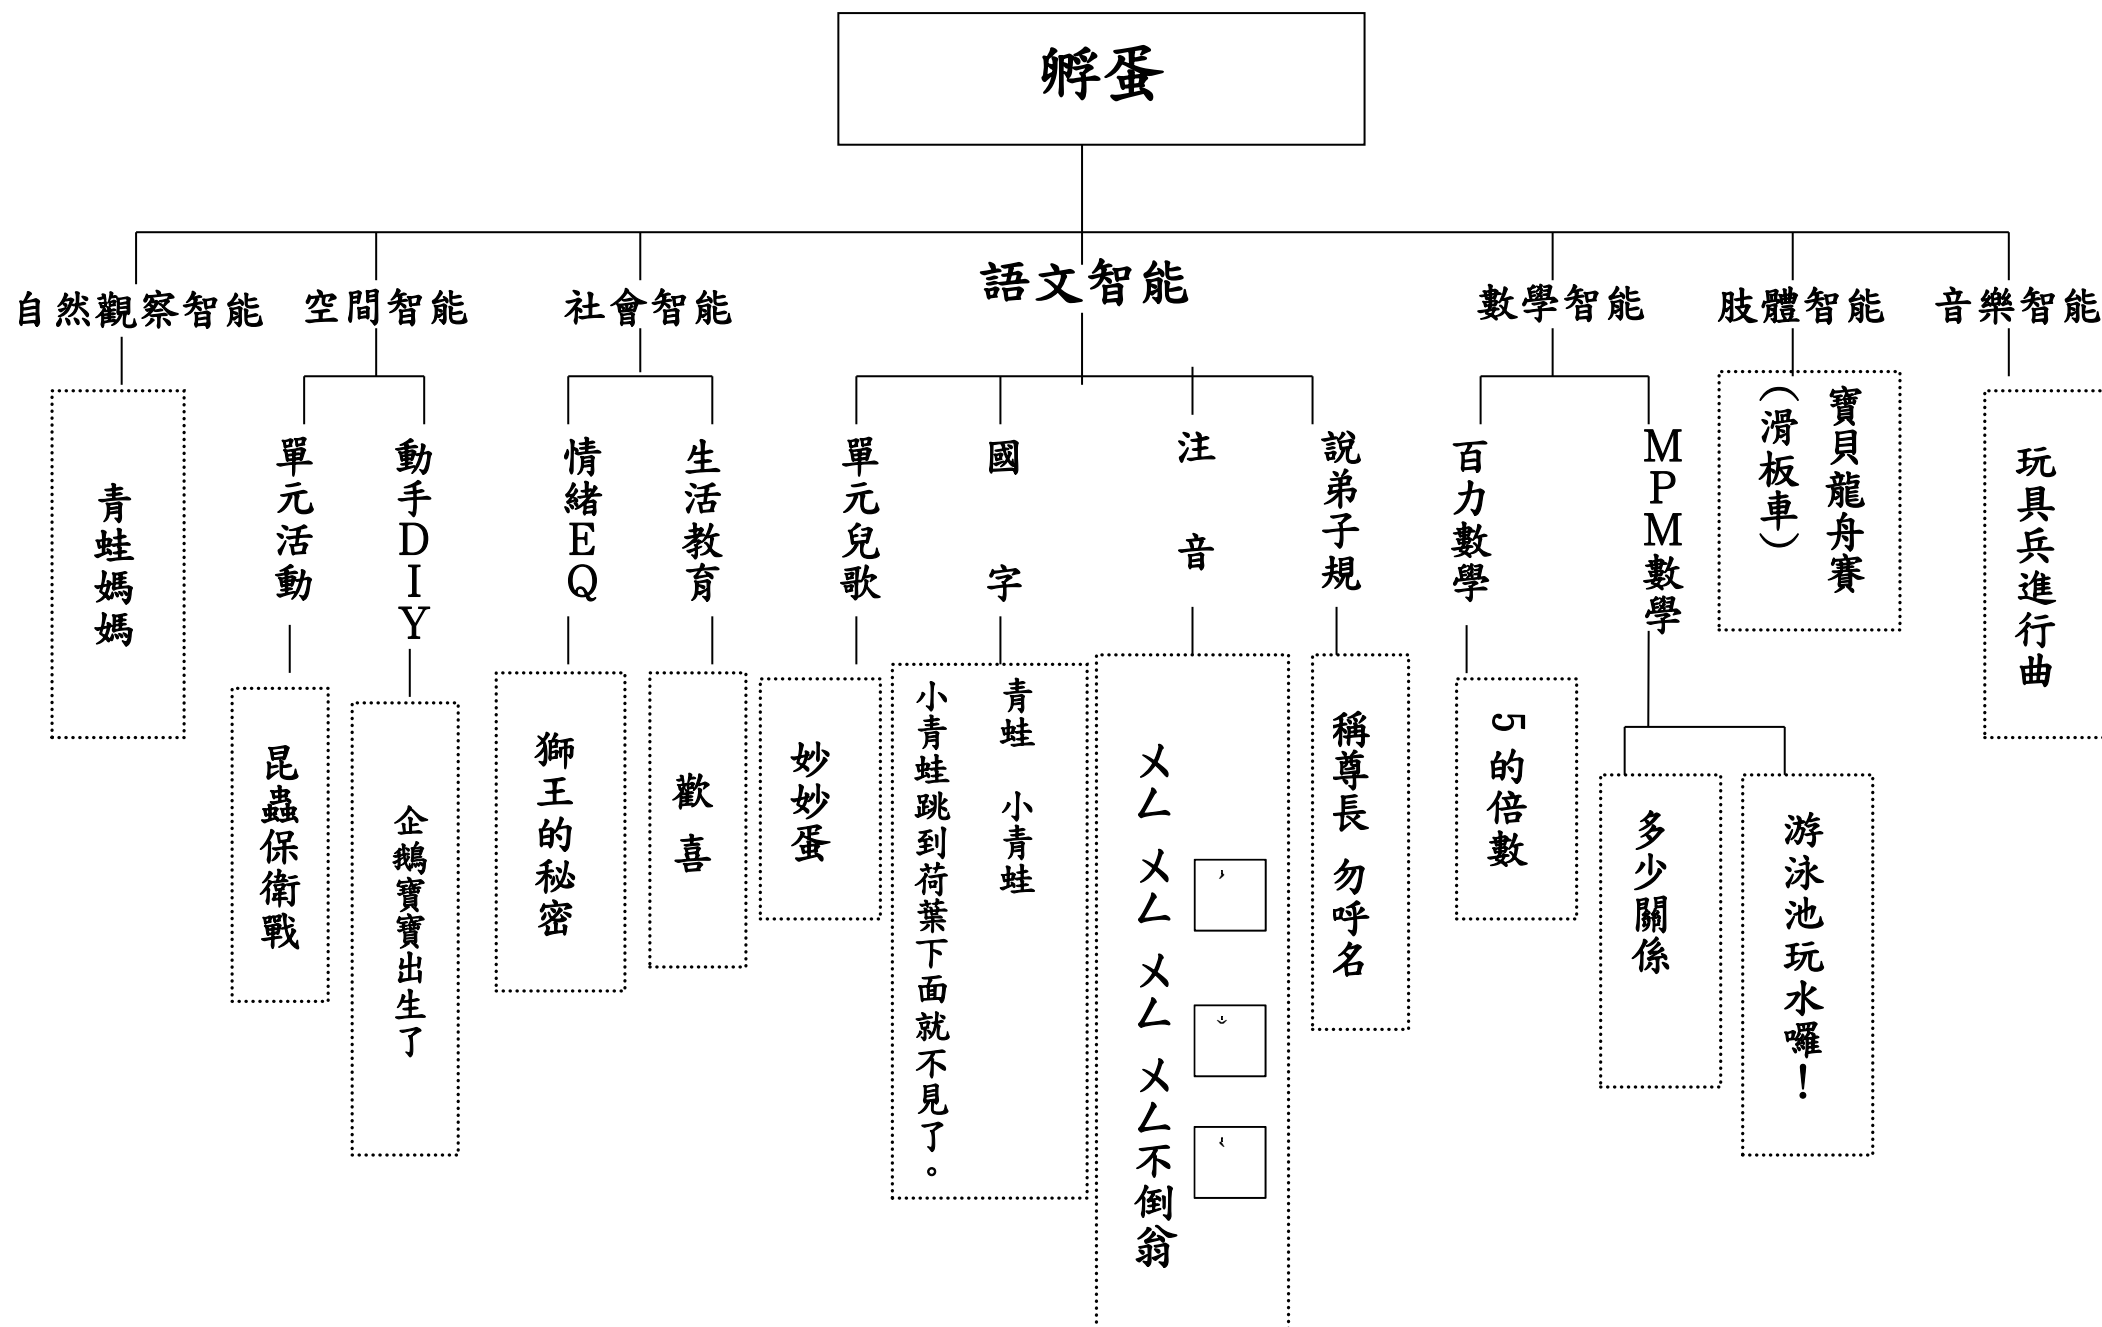 孵蛋
自然觀察智能
空間智能
社會智能
語文智能
數學智能
肢體智能
音樂智能
青蛙媽媽
單元活動
昆蟲保衛戰
動手DIY
企鵝寶寶出生了
情緒EQ
獅王的秘密
生活教育
歡喜
單元兒歌
妙妙蛋
國字
青蛙 小青蛙
小青蛙跳到荷葉下面就不見了。
注音
ㄨㄥ ㄨㄥˊ ㄨㄥˇ ㄨㄥˋ不倒翁
說弟子規
稱尊長 勿呼名
百力數學
5的倍數
MPM數學
多少關係
游泳池玩水囉!
寶貝龍舟賽
(滑板車)
玩具兵進行曲